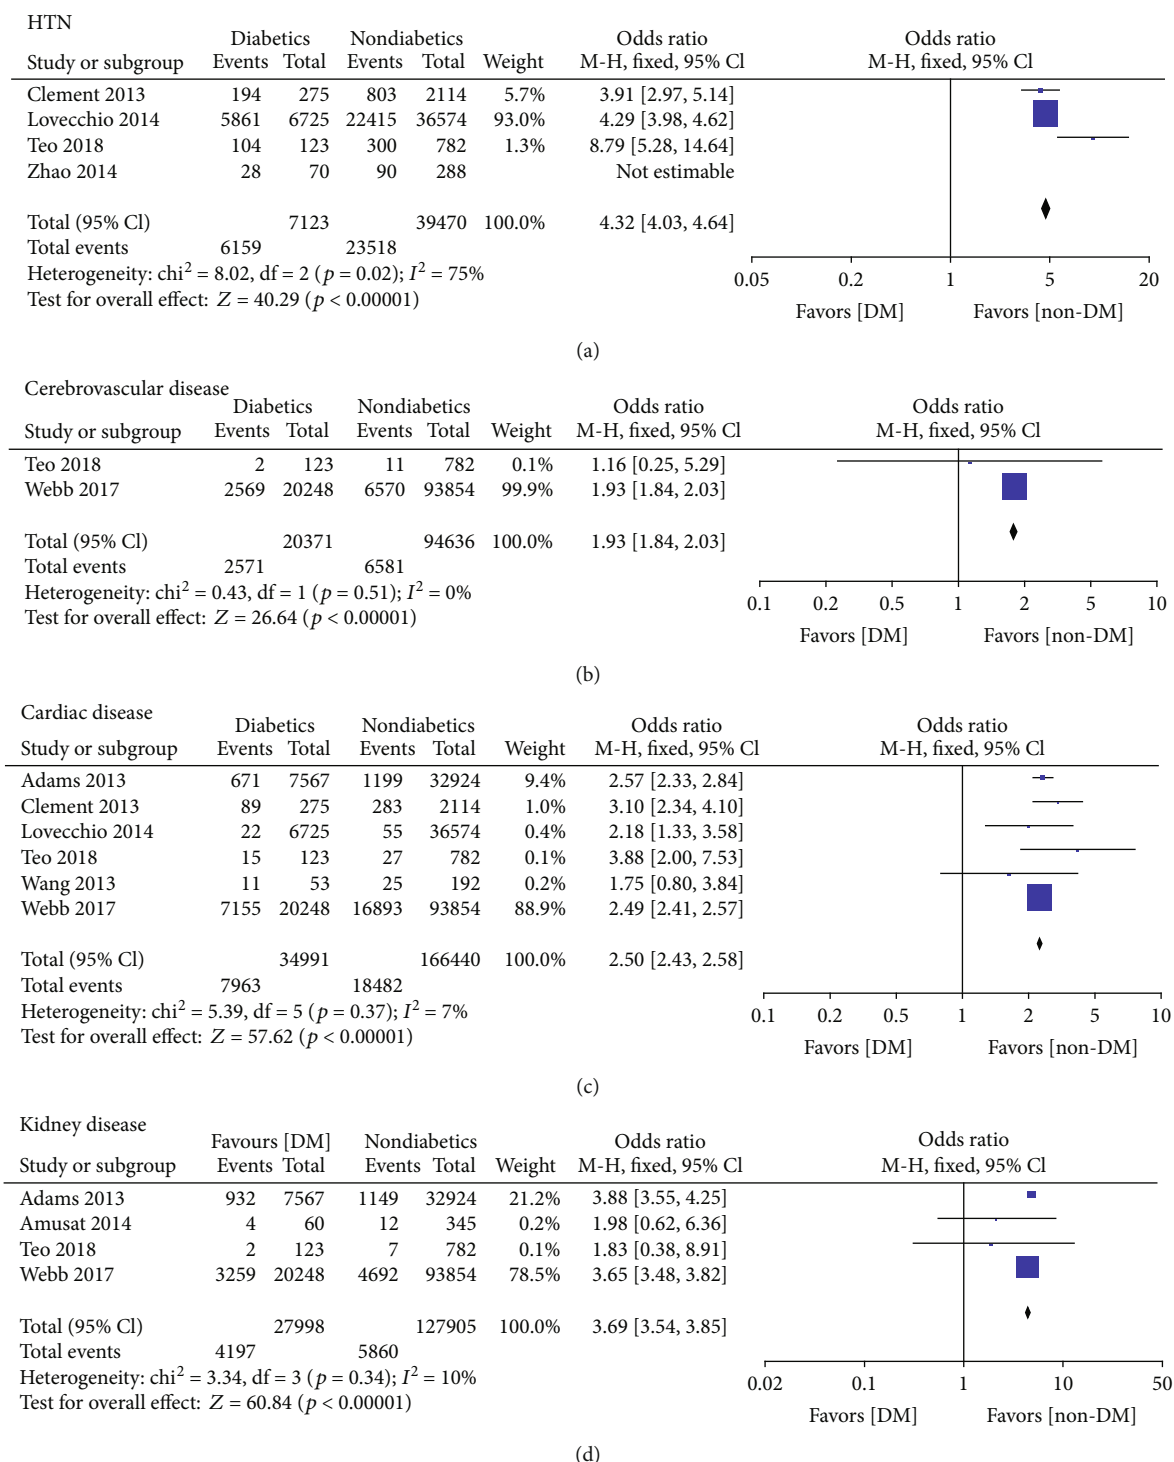 HTN
Diabetics Nondiabetics Odds ratio Odds ratio
Study or subgroup Events Total Events Total Weight M-H, fixed, 95% Cl M-H, fixed, 95% Cl
Clement 2013 194 275 803 2114 5.7% 3.91 [2.97, 5.14]
Lovecchio 2014 5861 6725 22415 36574 93.0% 4.29 [3.98, 4.62]
Teo 2018 104 123 300 782 1.3% 8.79 [5.28, 14.64]
Zhao 2014 28 70 90 288 Not estimable
Total (95% Cl) 7123 39470 100.0% 4.32 [4.03, 4.64]
Total events 6159 23518
Heterogeneity: chi² = 8.02, df = 2 (p = 0.02); I² = 75%
Test for overall effect: Z = 40.29 (p < 0.00001)
0.05 0.2 1 5 20
Favors [DM] Favors [non-DM]
(a)
Cerebrovascular disease
Diabetics Nondiabetics Odds ratio Odds ratio
Study or subgroup Events Total Events Total Weight M-H, fixed, 95% Cl M-H, fixed, 95% Cl
Teo 2018 2 123 11 782 0.1% 1.16 [0.25, 5.29]
Webb 2017 2569 20248 6570 93854 99.9% 1.93 [1.84, 2.03]
Total (95% Cl) 20371 94636 100.0% 1.93 [1.84, 2.03]
Total events 2571 6581
Heterogeneity: chi² = 0.43, df = 1 (p = 0.51); I² = 0%
Test for overall effect: Z = 26.64 (p < 0.00001)
0.1 0.2 0.5 1 2 5 10
Favors [DM] Favors [non-DM]
(b)
Cardiac disease
Diabetics Nondiabetics Odds ratio Odds ratio
Study or subgroup Events Total Events Total Weight M-H, fixed, 95% Cl M-H, fixed, 95% Cl
Adams 2013 671 7567 1199 32924 9.4% 2.57 [2.33, 2.84]
Clement 2013 89 275 283 2114 1.0% 3.10 [2.34, 4.10]
Lovecchio 2014 22 6725 55 36574 0.4% 2.18 [1.33, 3.58]
Teo 2018 15 123 27 782 0.1% 3.88 [2.00, 7.53]
Wang 2013 11 53 25 192 0.2% 1.75 [0.80, 3.84]
Webb 2017 7155 20248 16893 93854 88.9% 2.49 [2.41, 2.57]
Total (95% Cl) 34991 166440 100.0% 2.50 [2.43, 2.58]
Total events 7963 18482
Heterogeneity: chi² = 5.39, df = 5 (p = 0.37); I² = 7%
Test for overall effect: Z = 57.62 (p < 0.00001)
0.1 0.2 0.5 1 2 5 10
Favors [DM] Favors [non-DM]
(c)
Kidney disease
Favours [DM] Nondiabetics Odds ratio Odds ratio
Study or subgroup Events Total Events Total Weight M-H, fixed, 95% Cl M-H, fixed, 95% Cl
Adams 2013 932 7567 1149 32924 21.2% 3.88 [3.55, 4.25]
Amusat 2014 4 60 12 345 0.2% 1.98 [0.62, 6.36]
Teo 2018 2 123 7 782 0.1% 1.83 [0.38, 8.91]
Webb 2017 3259 20248 4692 93854 78.5% 3.65 [3.48, 3.82]
Total (95% Cl) 27998 127905 100.0% 3.69 [3.54, 3.85]
Total events 4197 5860
Heterogeneity: chi² = 3.34, df = 3 (p = 0.34); I² = 10%
Test for overall effect: Z = 60.84 (p < 0.00001)
0.02 0.1 1 10 50
Favors [DM] Favors [non-DM]
(d)